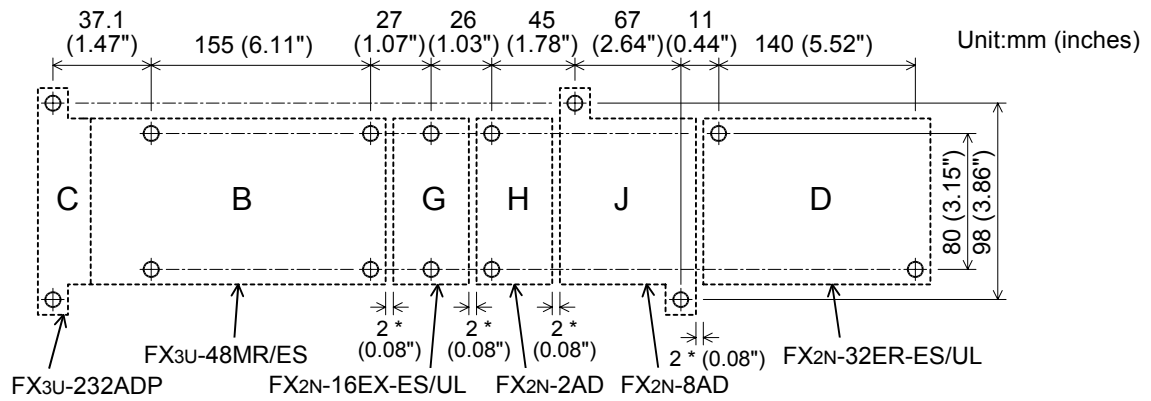 37.1
(1.47")
155 (6.11")
27
(1.07")
26
(1.03")
45
(1.78")
67
(2.64")
11
(0.44")
140 (5.52")
Unit:mm (inches)
C
B
G
H
J
D
80 (3.15")
98 (3.86")
2 *
(0.08")
2 *
(0.08")
2 *
(0.08")
2 * (0.08")
FX3U-48MR/ES
FX2N-32ER-ES/UL
FX3U-232ADP
FX2N-16EX-ES/UL
FX2N-2AD
FX2N-8AD